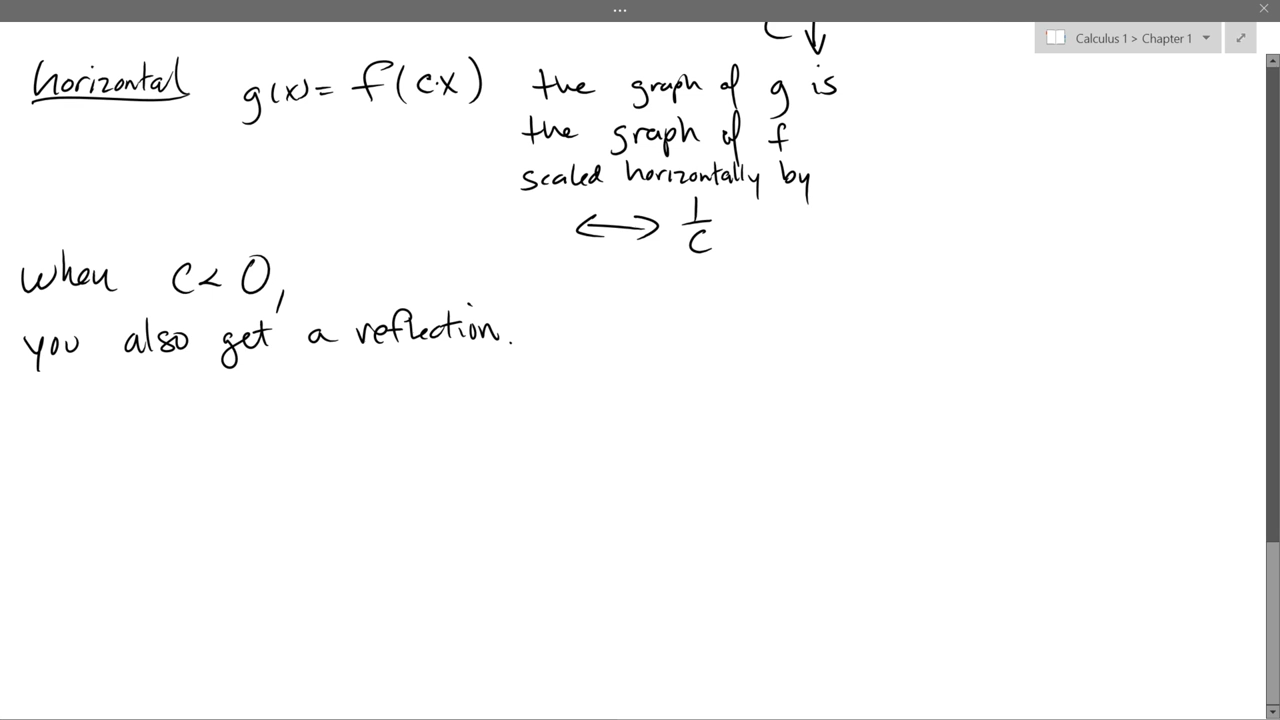 ...
Calculus 1 > Chapter 1
C ↓
horizontal g(x) = f(c·x) the graph of g is
the graph of f
scaled horizontally by
⟷ 1/c
When c < 0,
you also get a reflection.